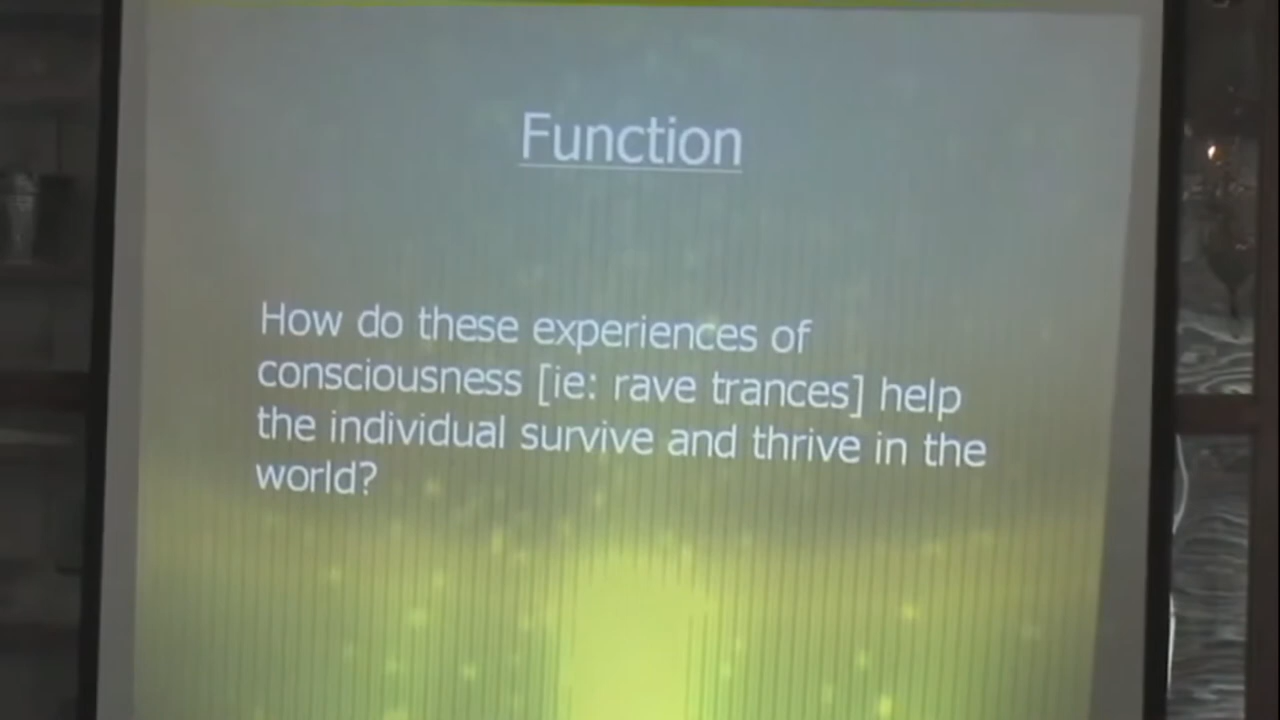 Function
How do these experiences of
consciousness [ie: rave trances] help
the individual survive and thrive in the
world?